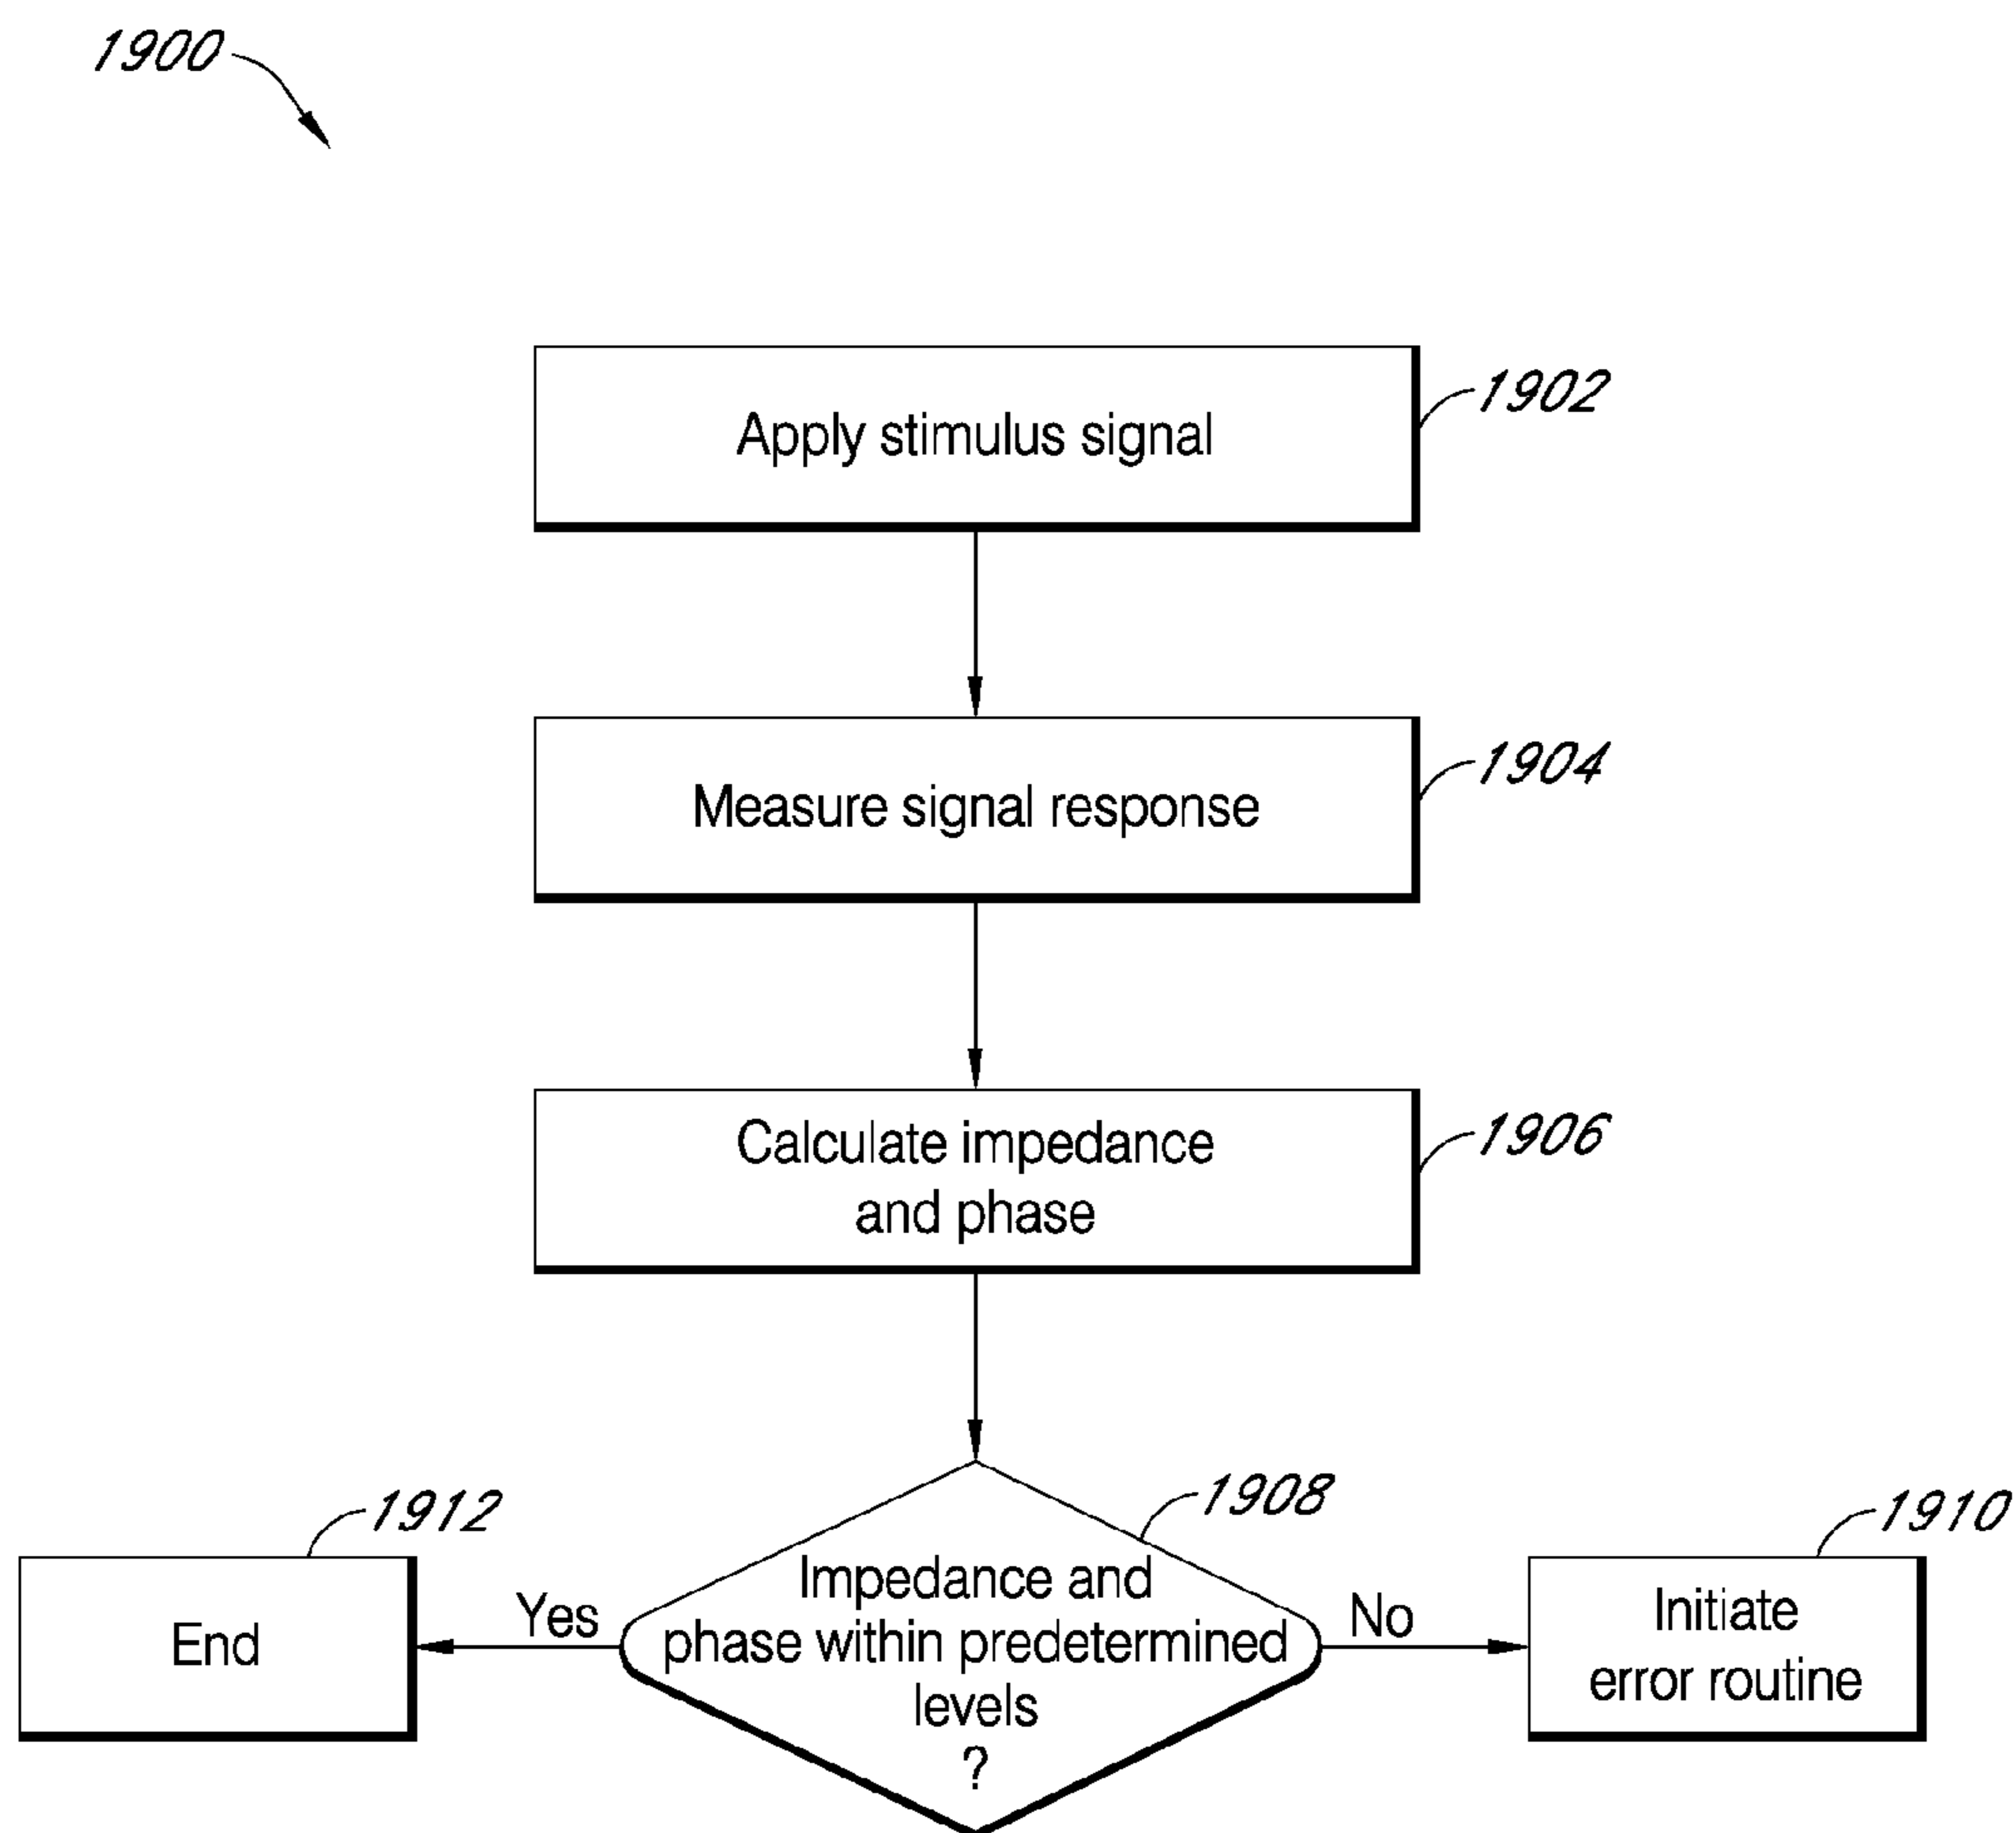 1900
Apply stimulus signal
1902
Measure signal response
1904
Calculate impedance
and phase
1906
1908
Impedance and
phase within predetermined
levels
?
Yes
No
1912
End
1910
Initiate
error routine